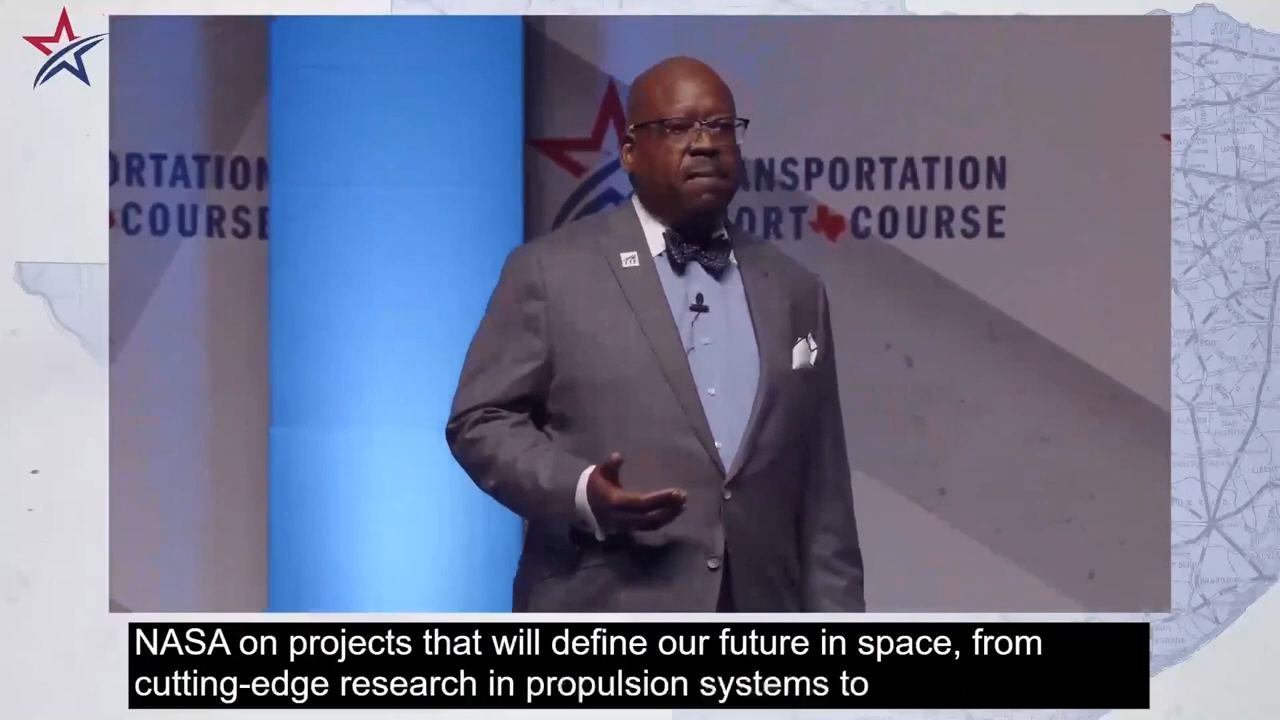 ORTATION
COURSE
ANSPORTATION
ORT COURSE
NASA on projects that will define our future in space, from
cutting-edge research in propulsion systems to